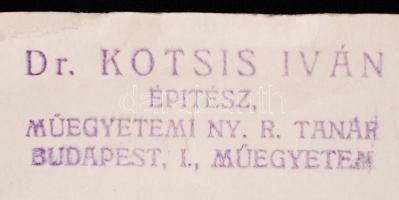 Dr. KOTSIS IVÁN
ÉPITÉSZ,
MŰEGYETEMI NY. R. TANÁR
BUDAPEST, I., MŰEGYETEM